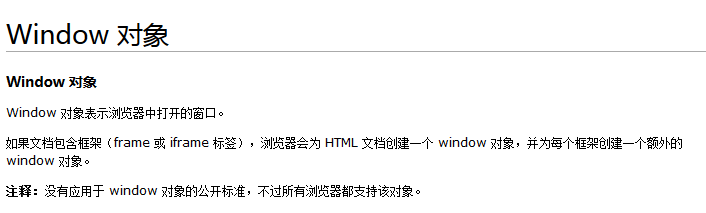 Window 对象
Window 对象
Window 对象表示浏览器中打开的窗口。
如果文档包含框架（frame 或 iframe 标签），浏览器会为 HTML 文档创建一个 window 对象，并为每个框架创建一个额外的
window 对象。
注释：没有应用于 window 对象的公开标准，不过所有浏览器都支持该对象。